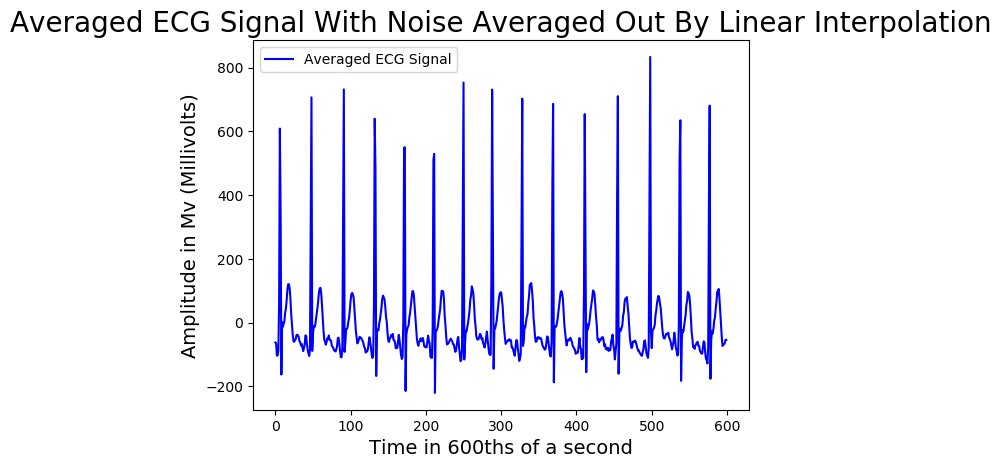 Averaged ECG Signal With Noise Averaged Out By Linear Interpolation
Averaged ECG Signal
Amplitude in Mv (Millivolts)
800
600
400
200
0
−200
0 100 200 300 400 500 600
Time in 600ths of a second